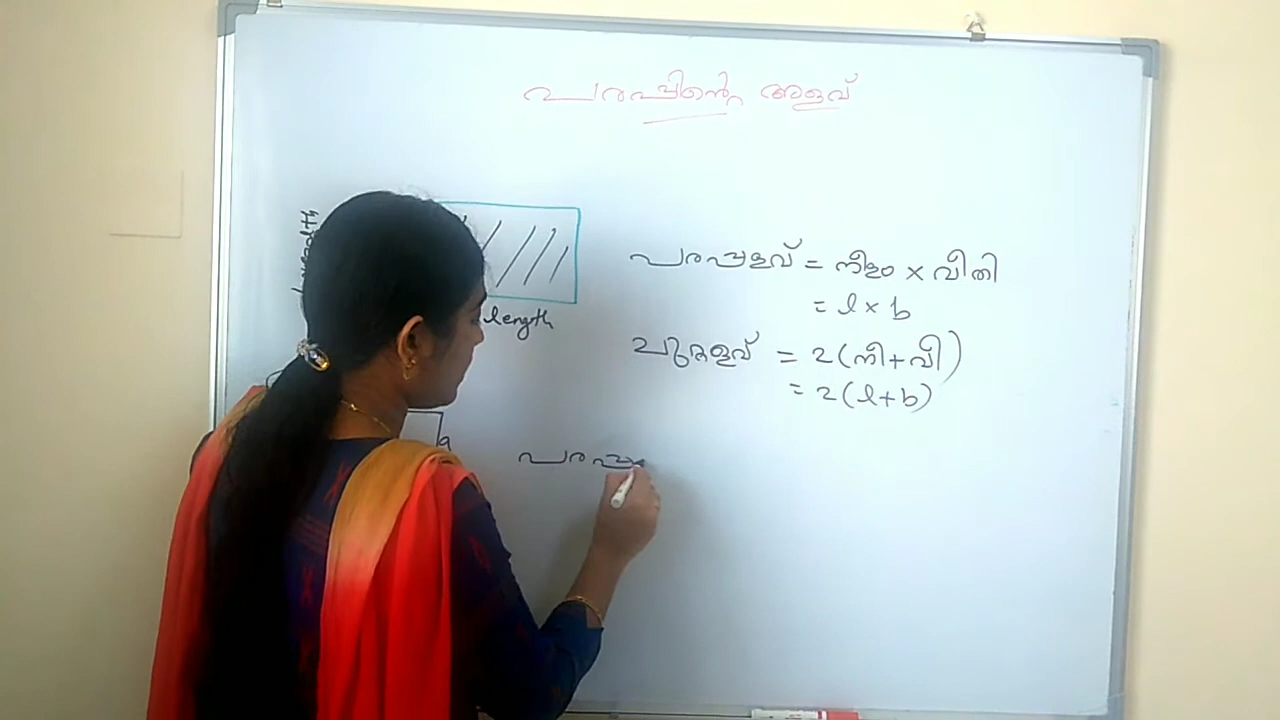 പരപ്പിന്റെ അളവ്
breadth
length
പരപ്പളവ് = നീളം × വീതി
= l × b
ചുറ്റളവ് = 2(നീ+വീ)
= 2(l+b)
a
പരപ്പ